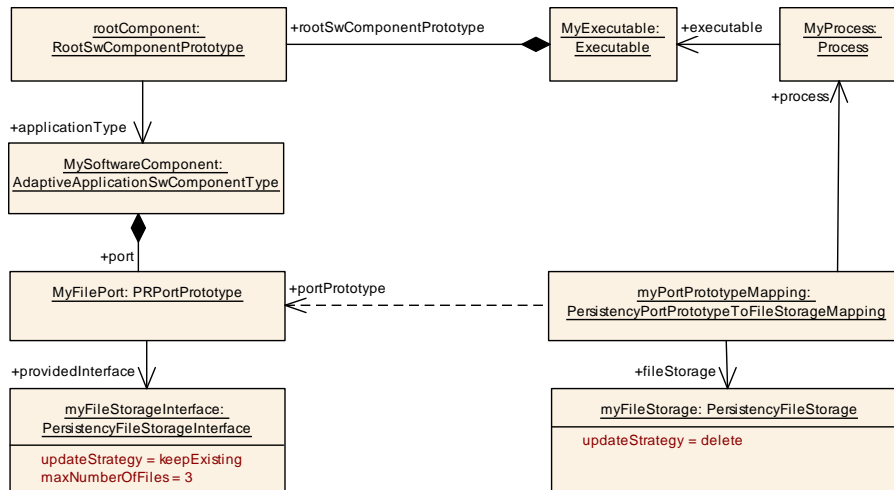 rootComponent:
RootSwComponentPrototype
+rootSwComponentPrototype
MyExecutable:
Executable
+executable
MyProcess:
Process
+process
+applicationType
MySoftwareComponent:
AdaptiveApplicationSwComponentType
+port
MyFilePort: PRPortPrototype
+portPrototype
myPortPrototypeMapping:
PersistencyPortPrototypeToFileStorageMapping
+providedInterface
+fileStorage
myFileStorageInterface:
PersistencyFileStorageInterface
updateStrategy = keepExisting
maxNumberOfFiles = 3
myFileStorage: PersistencyFileStorage
updateStrategy = delete